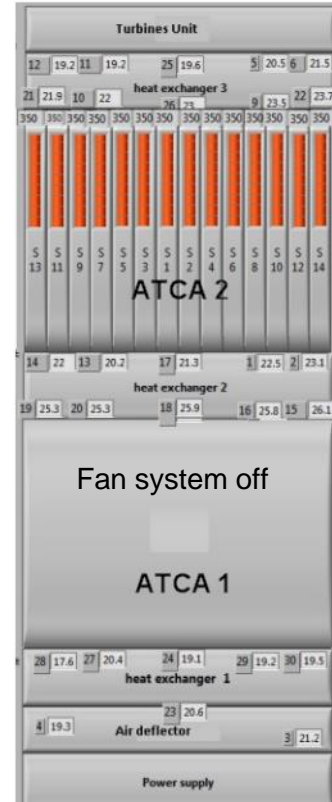 Turbines Unit
12 19.2 11 19.2 25 19.6 5 20.5 6 21.5
heat exchanger 3
21 21.9 10 22 26 23 9 23.5 22 23.7
350 350 350 350 350 350 350 350 350 350 350 350 350 350
S S S S S S S S S S S S S S
13 11 9 7 5 3 1 2 4 6 8 10 12 14
ATCA 2
14 22 13 20.2 17 21.3 1 22.5 2 23.1
heat exchanger 2
19 25.3 20 25.3 18 25.9 16 25.8 15 26.1
Fan system off
ATCA 1
28 17.6 27 20.4 24 19.1 29 19.2 30 19.5
heat exchanger 1
23 20.6
4 19.3 Air deflector 3 21.2
Power supply